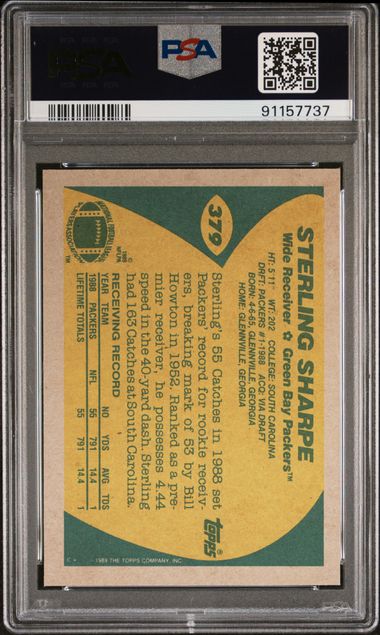 PSA
PSA
91157737
379
STERLING SHARPE
Wide Receiver ✩ Green Bay Packers™
HT: 5'11" WT: 202 COLLEGE: SOUTH CAROLINA
DRFT: PACKERS #1-1988 ACQ: VIA DRAFT
BORN: 4-6-65, GLENNVILLE, GEORGIA
HOME: GLENNVILLE, GEORGIA
Sterling's 55 Catches in 1988 set
Packers' record for rookie receiv-
ers, breaking mark of 53 by Bill
Howton in 1952. Ranked as a pre-
mier receiver, he possesses 4.44
speed in the 40-yard dash. Sterling
had 163 Catches at South Carolina.
RECEIVING RECORD
YEAR TEAM NO YDS AVG TDS
1988 PACKERS NFL 55 791 14.4 1
LIFETIME TOTALS 55 791 14.4 1
© 1988
NFLPA
TOPPS®
C* ©1989 THE TOPPS COMPANY, INC.